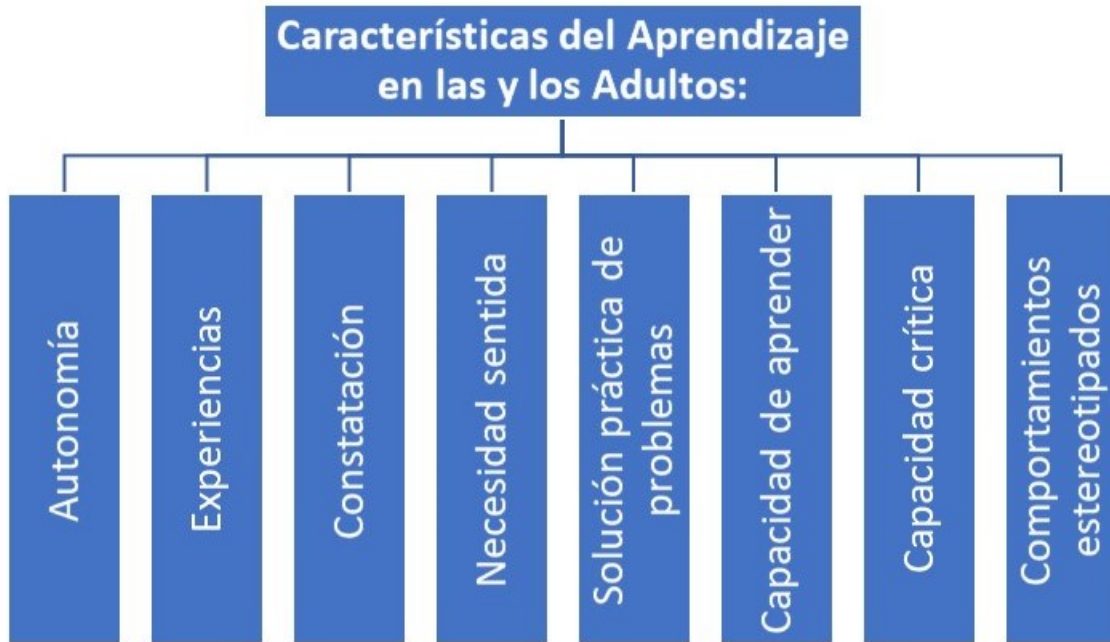 Características del Aprendizaje
en las y los Adultos:
Autonomía
Experiencias
Constatación
Necesidad sentida
Solución práctica de
problemas
Capacidad de aprender
Capacidad crítica
Comportamientos
estereotipados